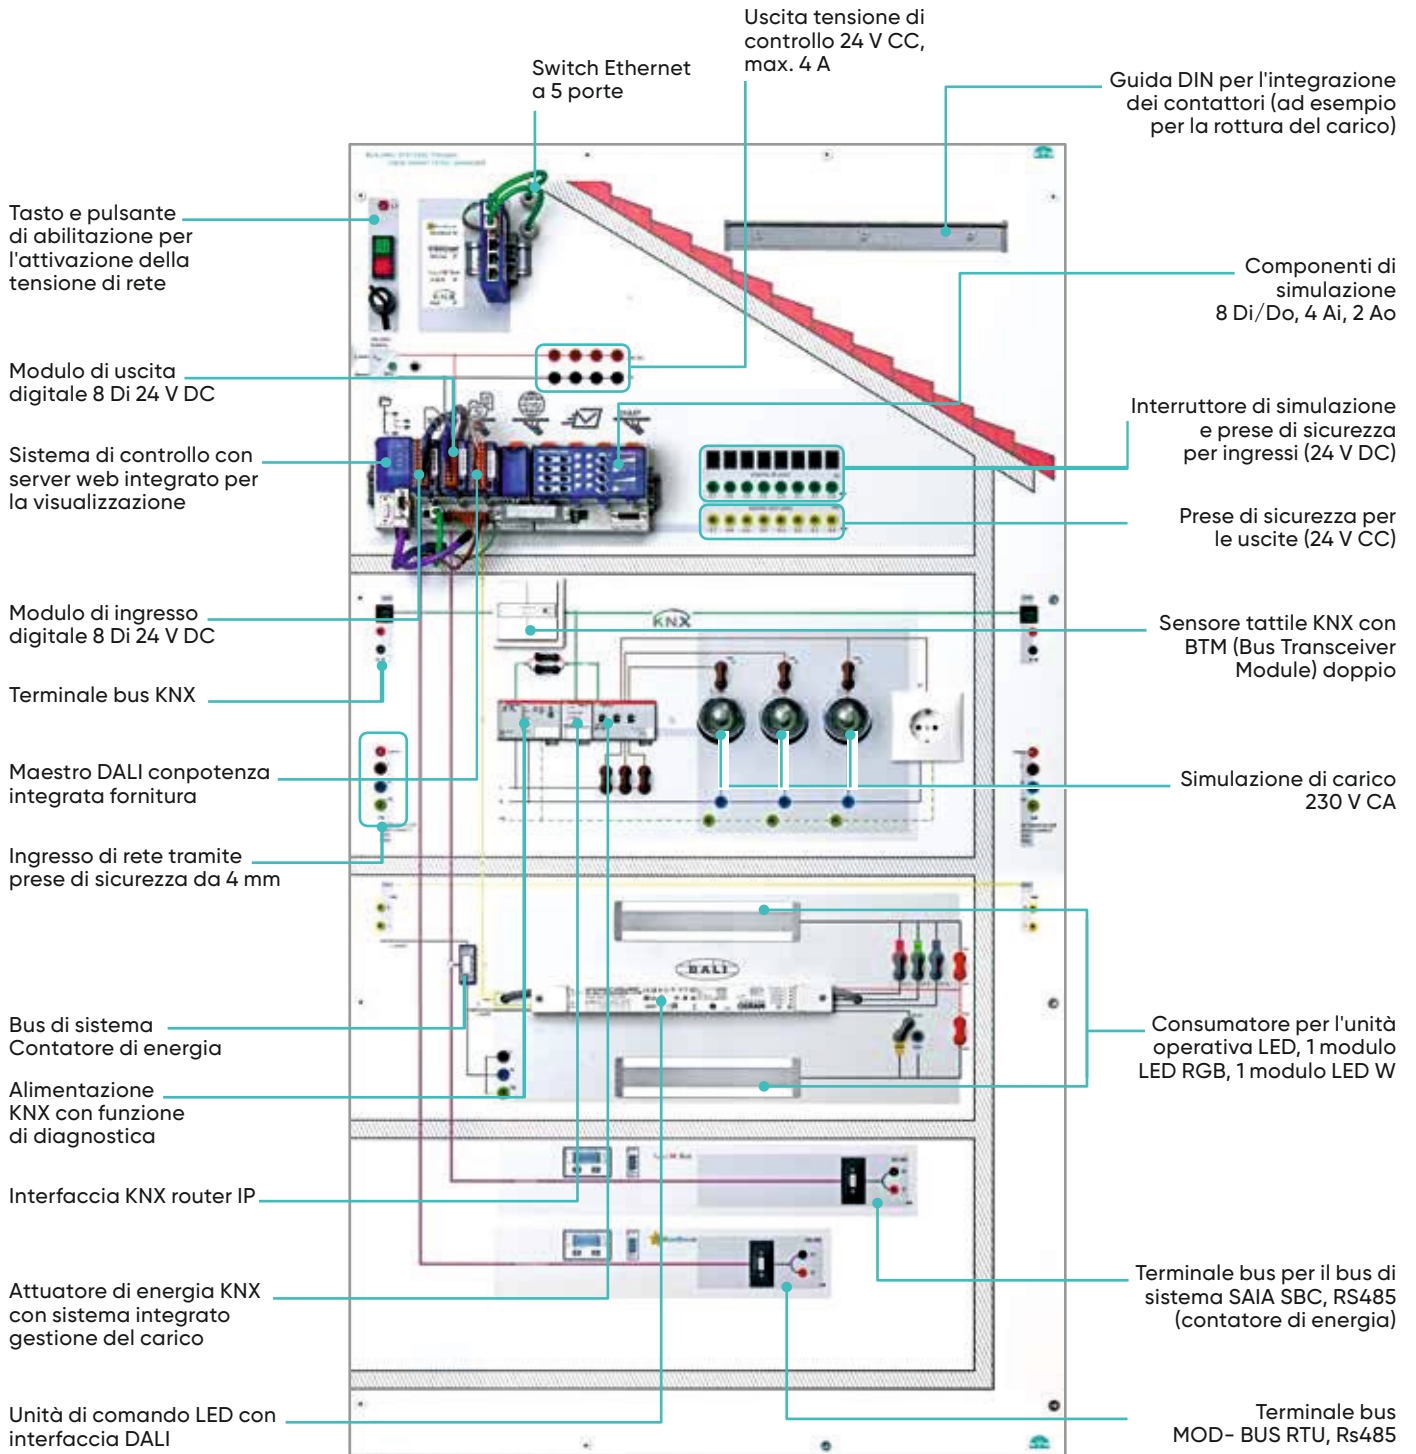 Uscita tensione di
controllo 24 V CC,
max. 4 A
Switch Ethernet
a 5 porte
Guida DIN per l'integrazione
dei contattori (ad esempio
per la rottura del carico)
Tasto e pulsante
di abilitazione per
l'attivazione della
tensione di rete
Componenti di
simulazione
8 Di/Do, 4 Ai, 2 Ao
Modulo di uscita
digitale 8 Di 24 V DC
Interruttore di simulazione
e prese di sicurezza
per ingressi (24 V DC)
Sistema di controllo con
server web integrato per
la visualizzazione
Prese di sicurezza per
le uscite (24 V CC)
Modulo di ingresso
digitale 8 Di 24 V DC
KNX
Sensore tattile KNX con
BTM (Bus Transceiver
Module) doppio
Terminale bus KNX
Maestro DALI conpotenza
integrata fornitura
Simulazione di carico
230 V CA
Ingresso di rete tramite
prese di sicurezza da 4 mm
DALI
OSRAM
Bus di sistema
Contatore di energia
Consumatore per l'unità
operativa LED, 1 modulo
LED RGB, 1 modulo LED W
Alimentazione
KNX con funzione
di diagnostica
Interfaccia KNX router IP
Attuatore di energia KNX
con sistema integrato
gestione del carico
Terminale bus per il bus di
sistema SAIA SBC, RS485
(contatore di energia)
Unità di comando LED con
interfaccia DALI
Terminale bus
MOD- BUS RTU, Rs485